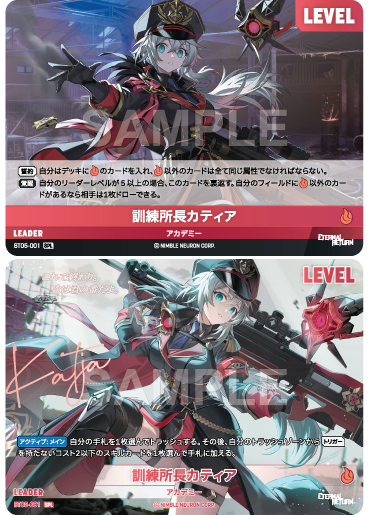 LEVEL
SAMPLE
誓約 自分はデッキに のカードを入れ、 以外のカードは全て同じ属性でなければならない。
覚醒 自分のリーダーレベルが5以上の場合、このカードを裏返す。自分のフィールドに 以外のカー
ドがあるなら相手は1枚ドローできる。
訓練所長カティア
LEADER
アカデミー
BT05-001 SPL
© NIMBLE NEURON CORP.
ETERNAL RETURN
LEVEL
Katja
SAMPLE
アクティブ:メイン 自分の手札を1枚選んでトラッシュする。その後、自分のトラッシュゾーンから トリガー
を持たないコスト2以下のスキルカードを1枚選んで手札に加える。
訓練所長カティア
LEADER
アカデミー
BT05-001 SPL
© NIMBLE NEURON CORP.
ETERNAL RETURN